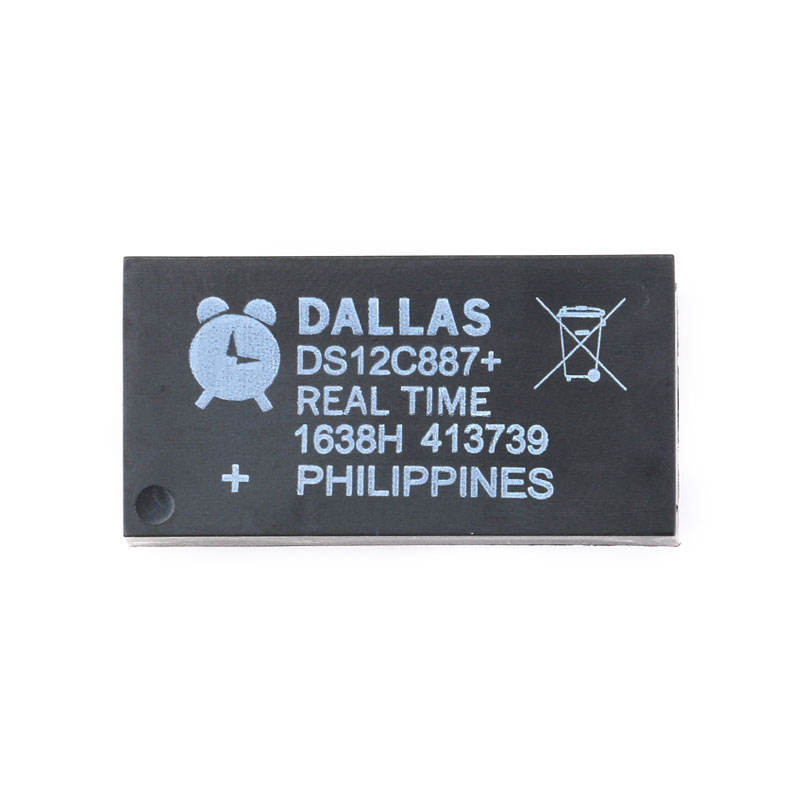 DALLAS
DS12C887+
REAL TIME
1638H 413739
+ PHILIPPINES